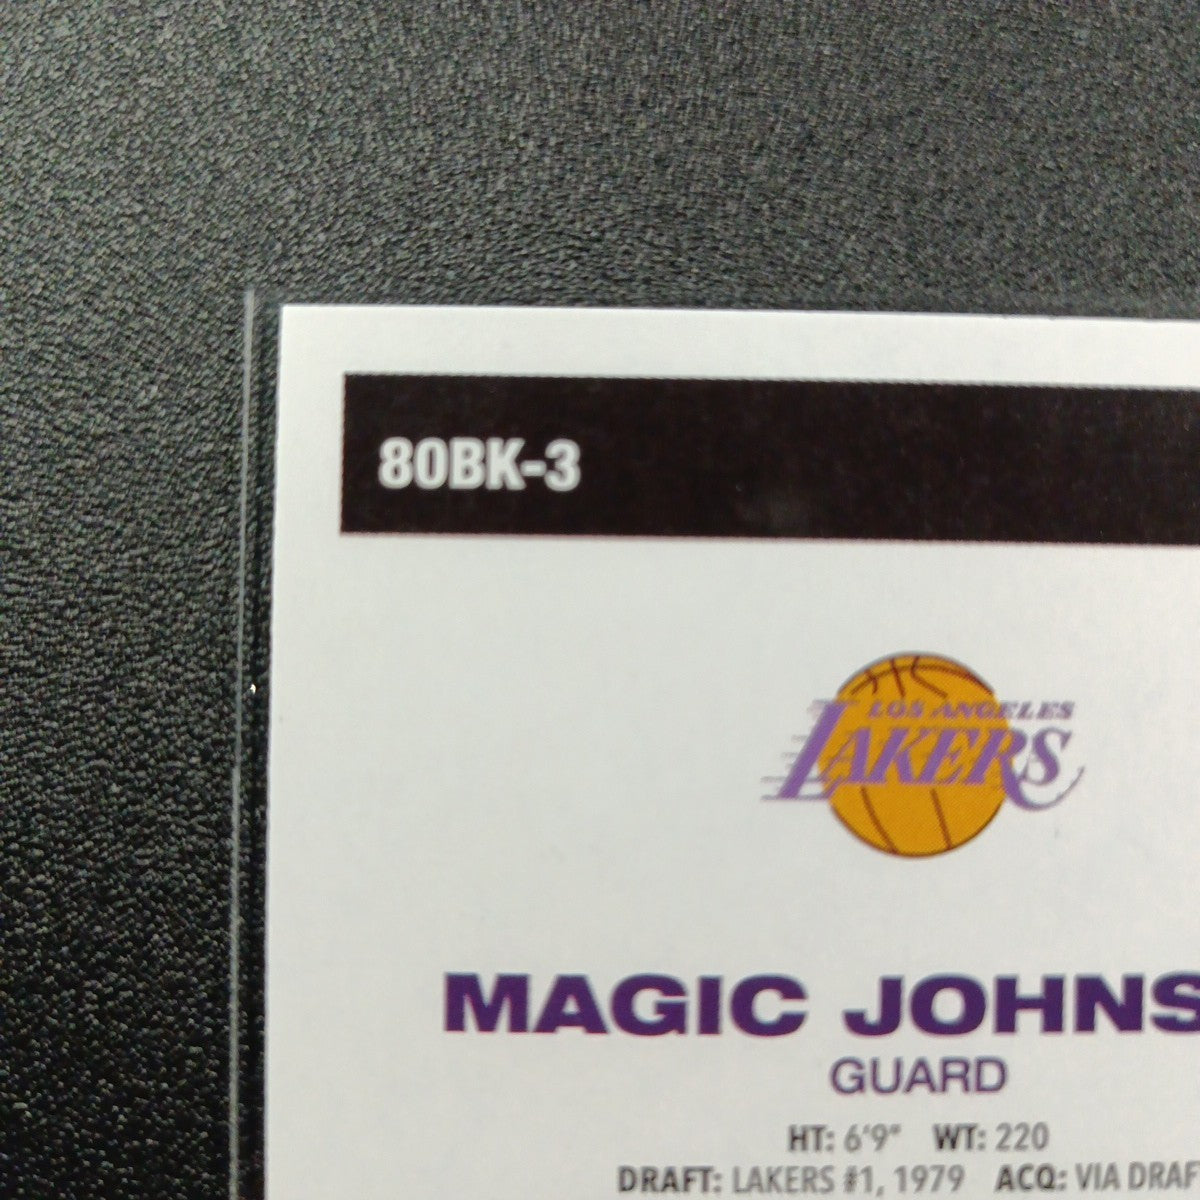 80BK-3
LOS ANGELES
LAKERS
MAGIC JOHNS
GUARD
HT: 6'9" WT: 220
DRAFT: LAKERS #1, 1979 ACQ: VIA DRAF